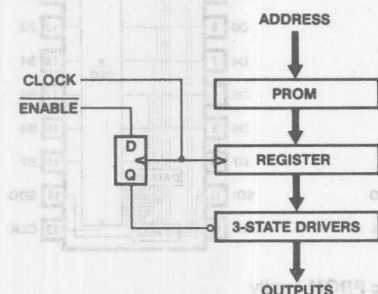 ADDRESS
CLOCK
PROM
ENABLE
D
REGISTER
Q
3-STATE DRIVERS
OUTPUTS